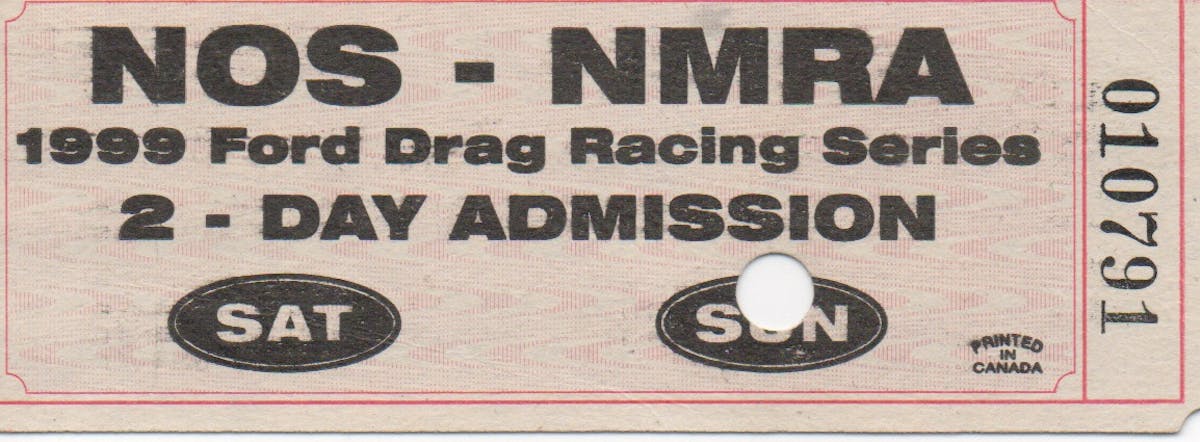 NOS - NMRA
1999 Ford Drag Racing Series
2 - DAY ADMISSION
SAT
SUN
PRINTED
IN
CANADA
010791